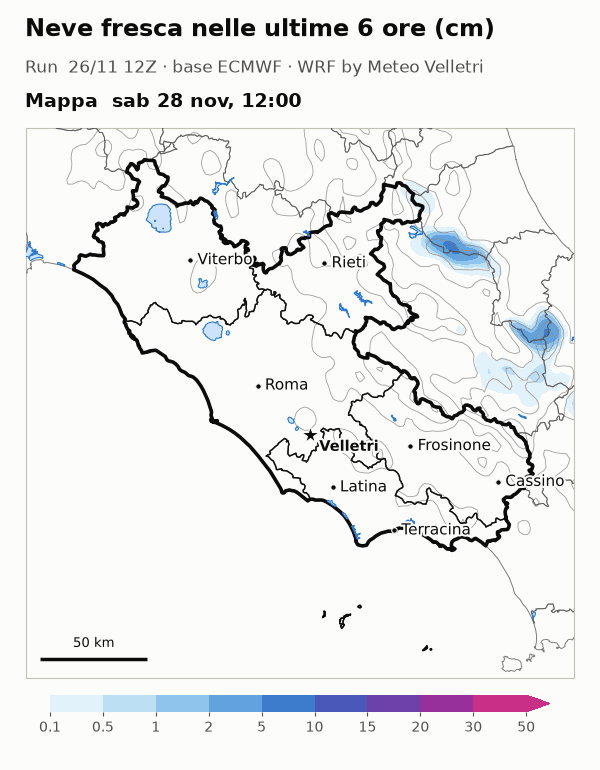 Neve fresca nelle ultime 6 ore (cm)
Run 26/11 12Z · base ECMWF · WRF by Meteo Velletri
Mappa sab 28 nov, 12:00
Viterbo
Rieti
Roma
Velletri
Frosinone
Cassino
Latina
Terracina
50 km
0.1 0.5 1 2 5 10 15 20 30 50